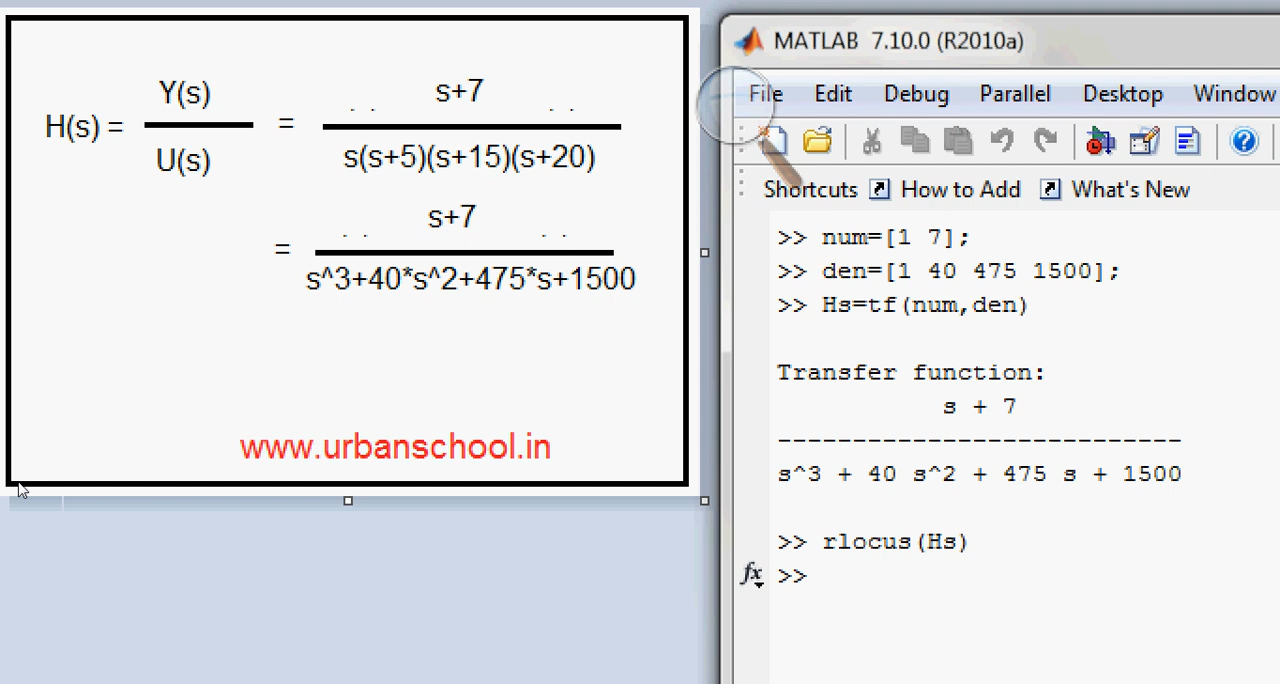 Y(s)
H(s) =
U(s)
=
s+7
s(s+5)(s+15)(s+20)
=
s+7
s^3+40*s^2+475*s+1500
www.urbanschool.in
MATLAB 7.10.0 (R2010a)
File Edit Debug Parallel Desktop Window
Shortcuts How to Add What's New
>> num=[1 7];
>> den=[1 40 475 1500];
>> Hs=tf(num,den)
Transfer function:
s + 7
---------------------------
s^3 + 40 s^2 + 475 s + 1500
>> rlocus(Hs)
fx >>